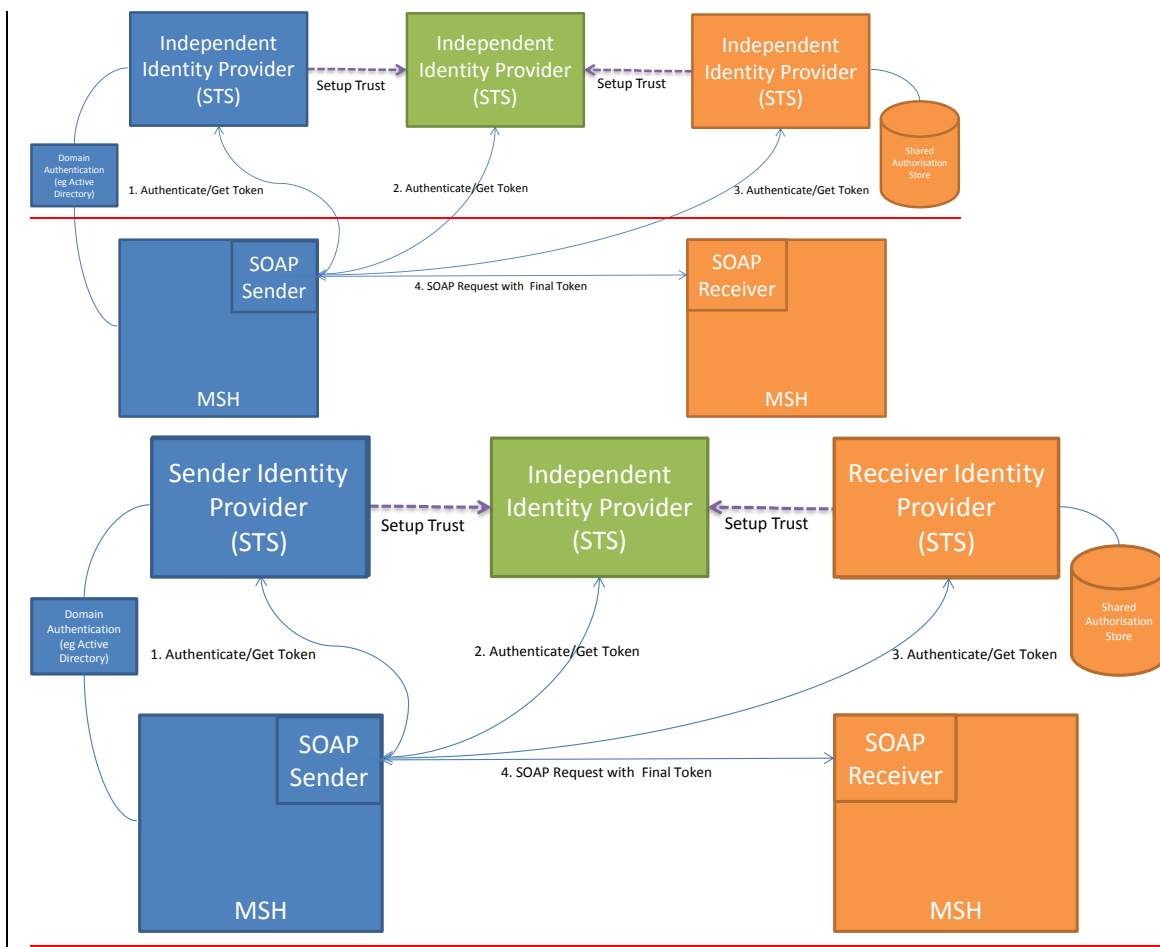 Independent
Identity Provider
(STS)
Setup Trust
Independent
Identity Provider
(STS)
Setup Trust
Independent
Identity Provider
(STS)
Domain
Authentication
(eg Active
Directory)
1. Authenticate/Get Token
2. Authenticate/Get Token
3. Authenticate/Get Token
Shared
Authorisation
Store
SOAP
Sender
MSH
4. SOAP Request with Final Token
SOAP
Receiver
MSH
Sender Identity
Provider
(STS)
Setup Trust
Independent
Identity Provider
(STS)
Setup Trust
Receiver Identity
Provider
(STS)
Domain
Authentication
(eg Active
Directory)
1. Authenticate/Get Token
2. Authenticate/Get Token
3. Authenticate/Get Token
Shared
Authorisation
Store
SOAP
Sender
MSH
4. SOAP Request with Final Token
SOAP
Receiver
MSH